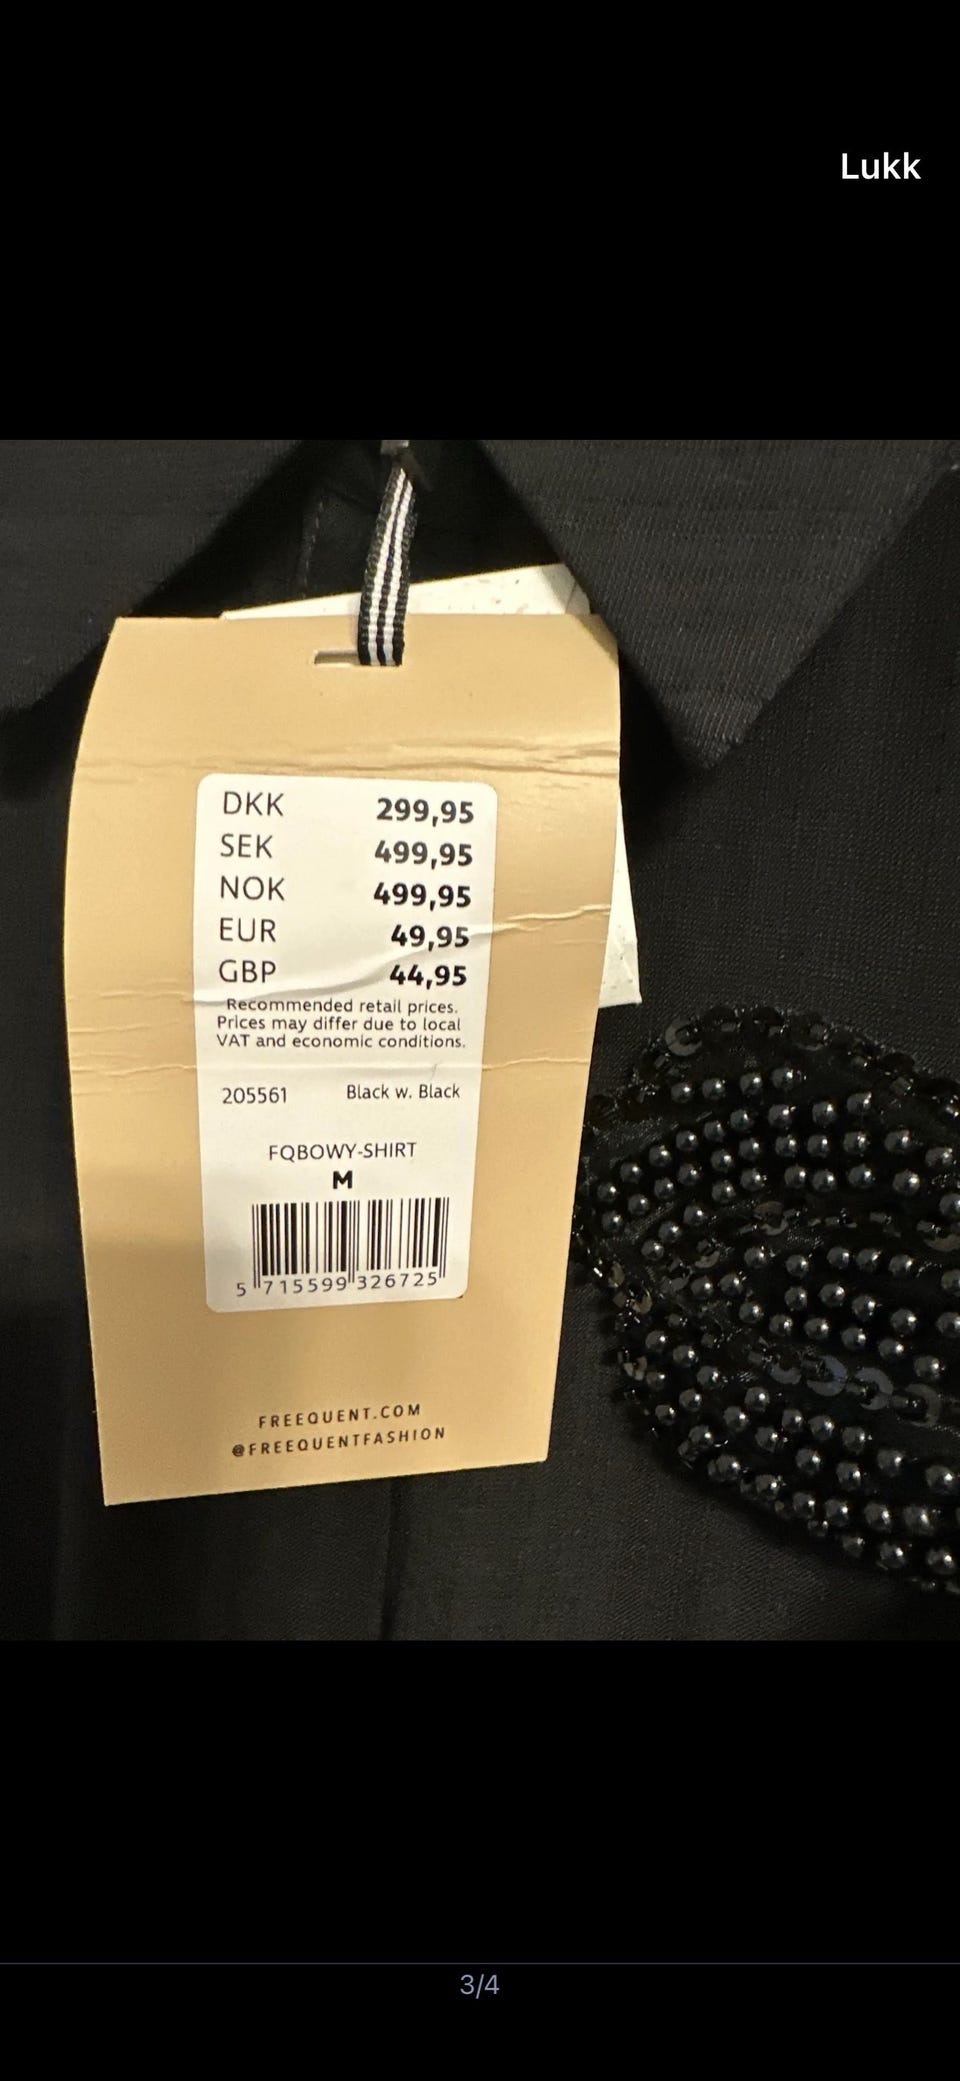 Lukk
DKK 299,95
SEK 499,95
NOK 499,95
EUR 49,95
GBP 44,95
Recommended retail prices.
Prices may differ due to local
VAT and economic conditions.
205561 Black w. Black
FQBOWY-SHIRT
M
5 715599 326725
FREEQUENT.COM
@FREEQUENTFASHION
3/4